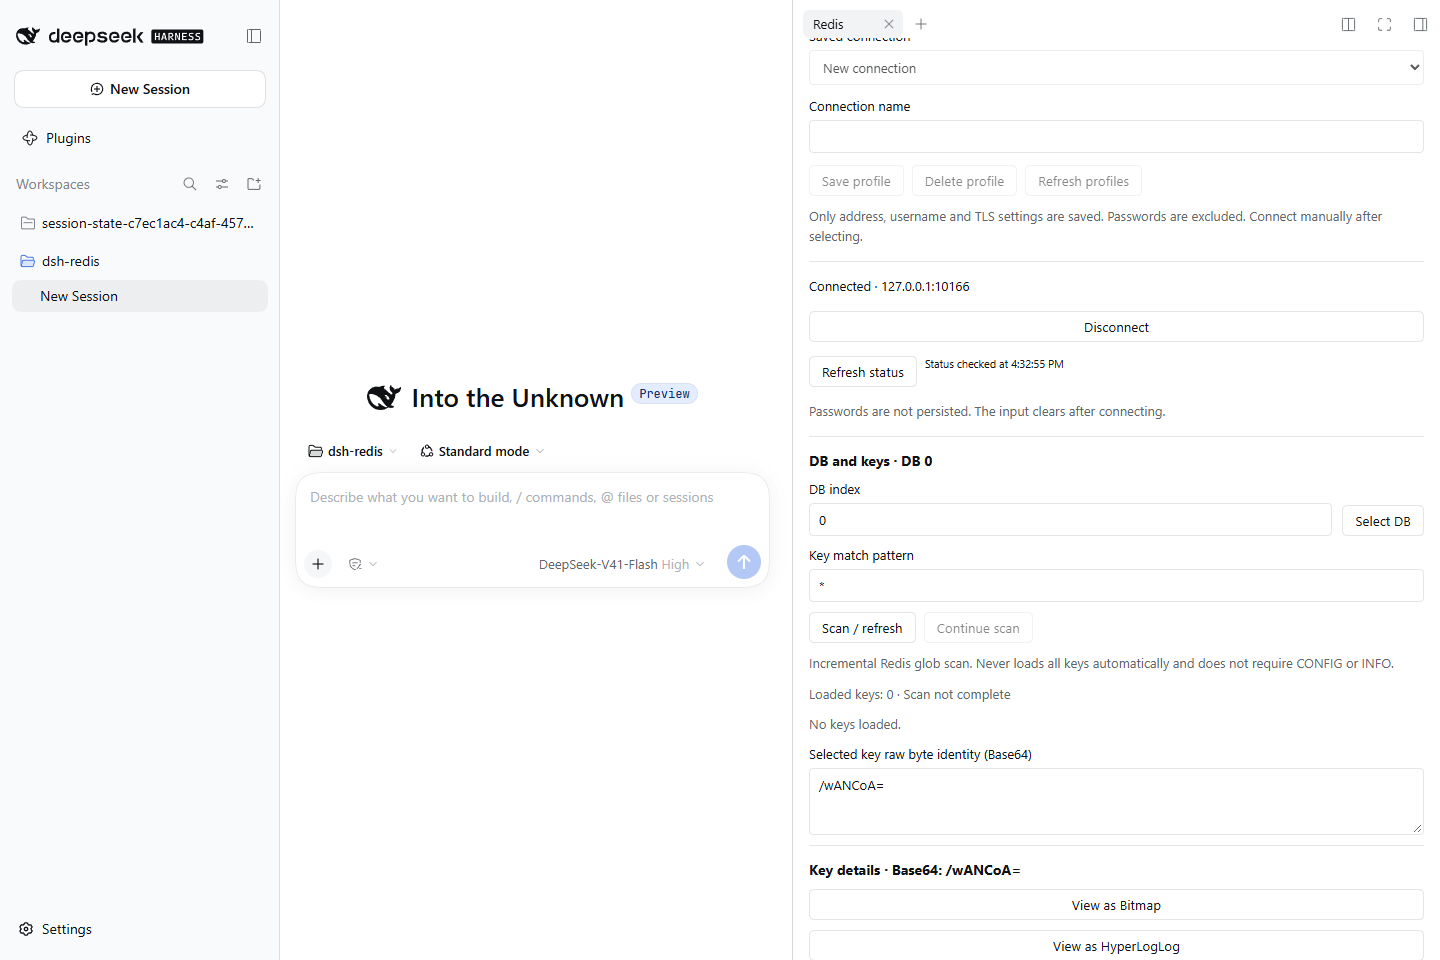 deepseek HARNESS
New Session
Plugins
Workspaces
session-state-c7ec1ac4-c4af-457...
dsh-redis
New Session
Settings
Into the Unknown Preview
dsh-redis
Standard mode
Describe what you want to build, / commands, @ files or sessions
DeepSeek-V41-Flash High
Redis
Saved connection
New connection
Connection name
Save profile
Delete profile
Refresh profiles
Only address, username and TLS settings are saved. Passwords are excluded. Connect manually after
selecting.
Connected · 127.0.0.1:10166
Disconnect
Refresh status
Status checked at 4:32:55 PM
Passwords are not persisted. The input clears after connecting.
DB and keys · DB 0
DB index
0
Select DB
Key match pattern
*
Scan / refresh
Continue scan
Incremental Redis glob scan. Never loads all keys automatically and does not require CONFIG or INFO.
Loaded keys: 0 · Scan not complete
No keys loaded.
Selected key raw byte identity (Base64)
/wANCoA=
Key details · Base64: /wANCoA=
View as Bitmap
View as HyperLogLog